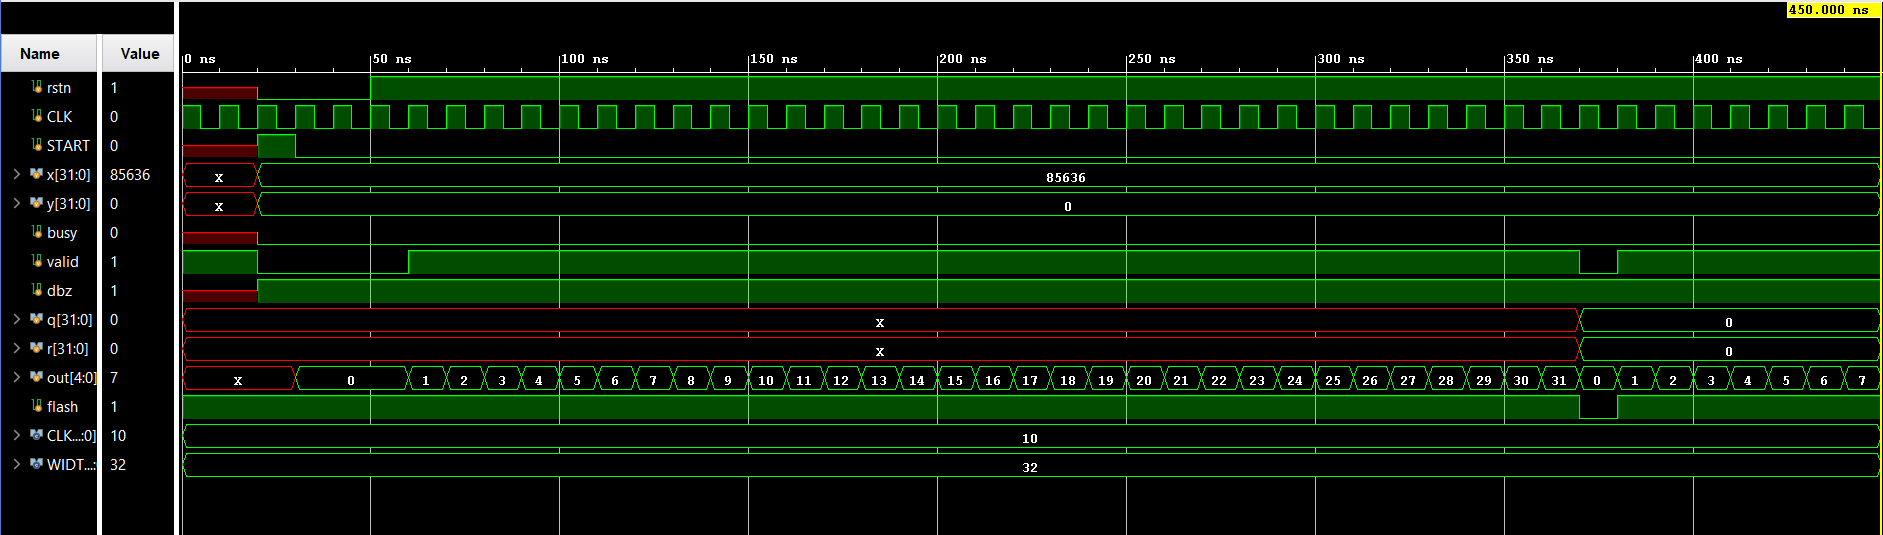 450.000 ns
Name Value
0 ns 50 ns 100 ns 150 ns 200 ns 250 ns 300 ns 350 ns 400 ns
rstn 1
CLK 0
START 0
x[31:0] 85636 X 85636
y[31:0] 0 X 0
busy 0
valid 1
dbz 1
q[31:0] 0 X 0
r[31:0] 0 X 0
out[4:0] 7 X 0 1 2 3 4 5 6 7 8 9 10 11 12 13 14 15 16 17 18 19 20 21 22 23 24 25 26 27 28 29 30 31 0 1 2 3 4 5 6 7
flash 1
CLK...:0] 10 10
WIDT...: 32 32